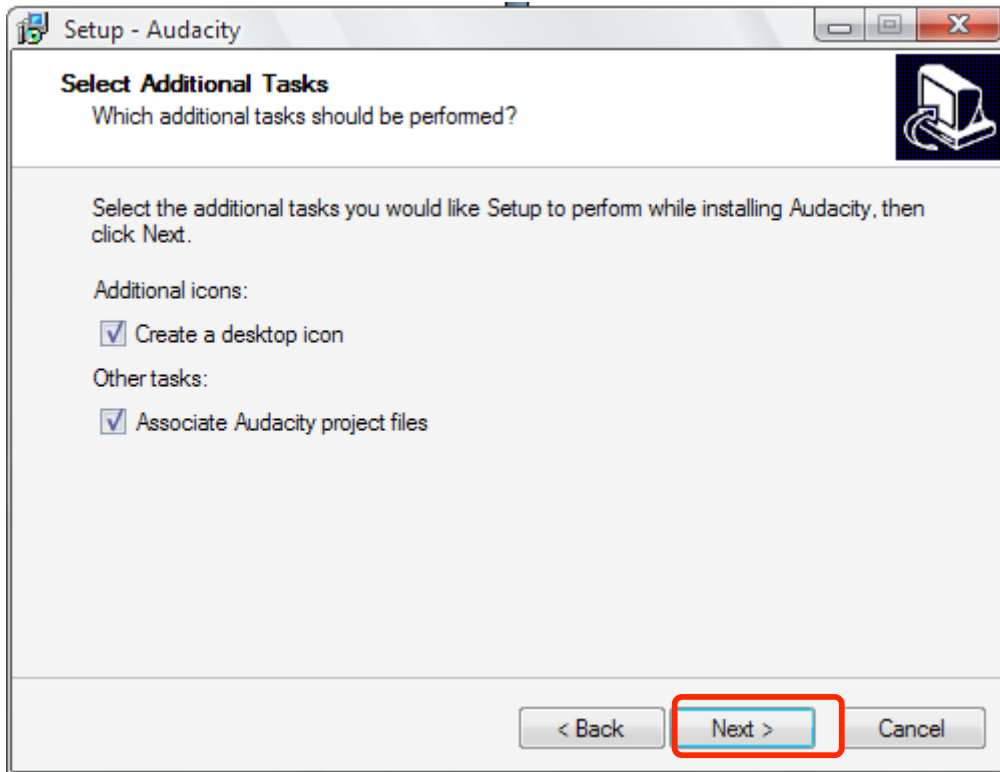 Setup - Audacity
Select Additional Tasks
Which additional tasks should be performed?
Select the additional tasks you would like Setup to perform while installing Audacity, then
click Next.
Additional icons:
Create a desktop icon
Other tasks:
Associate Audacity project files
< Back Next > Cancel